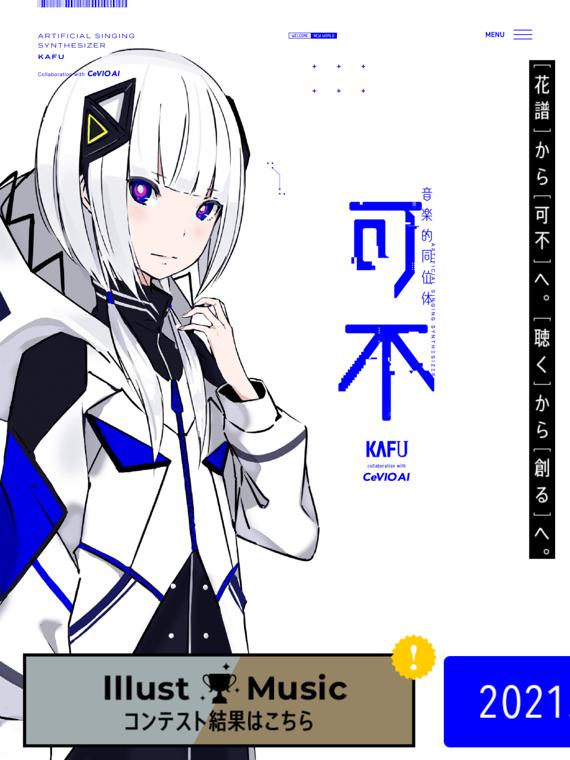 ARTIFICIAL SINGING
SYNTHESIZER
KAFU
Collaboration with CeVIO AI
WELCOME NEW WORLD
MENU
[花譜]から[可不]へ。[聴く]から[創る]へ。
可不
音楽的同位体
ARTIFICIAL SINGING SYNTHESIZER
KAFU
collaboration with
CeVIO AI
!
Illust Music
コンテスト結果はこちら
2021.